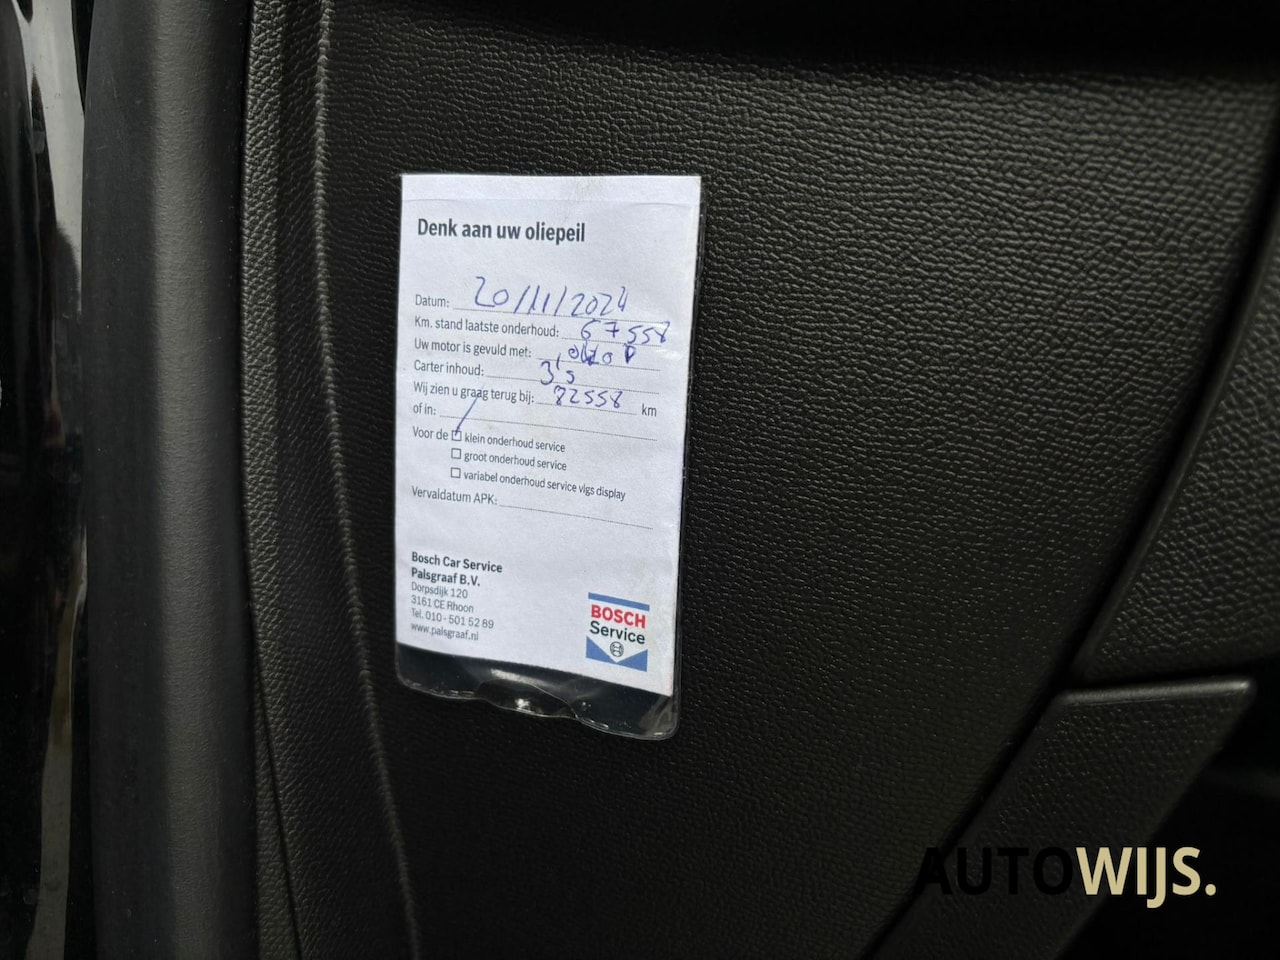 Denk aan uw oliepeil
Datum: 20/11/2024
Km. stand laatste onderhoud: 67558
Uw motor is gevuld met:
Carter inhoud: 3's
Wij zien u graag terug bij: 82558 km
of in:
Voor de klein onderhoud service
groot onderhoud service
variabel onderhoud service vlgs display
Vervaldatum APK:
Bosch Car Service
Palsgraaf B.V.
Dorpsdijk 120
3161 CE Rhoon
Tel. 010 - 501 52 89
www.palsgraaf.nl
BOSCH
Service
AUTOWIJS.